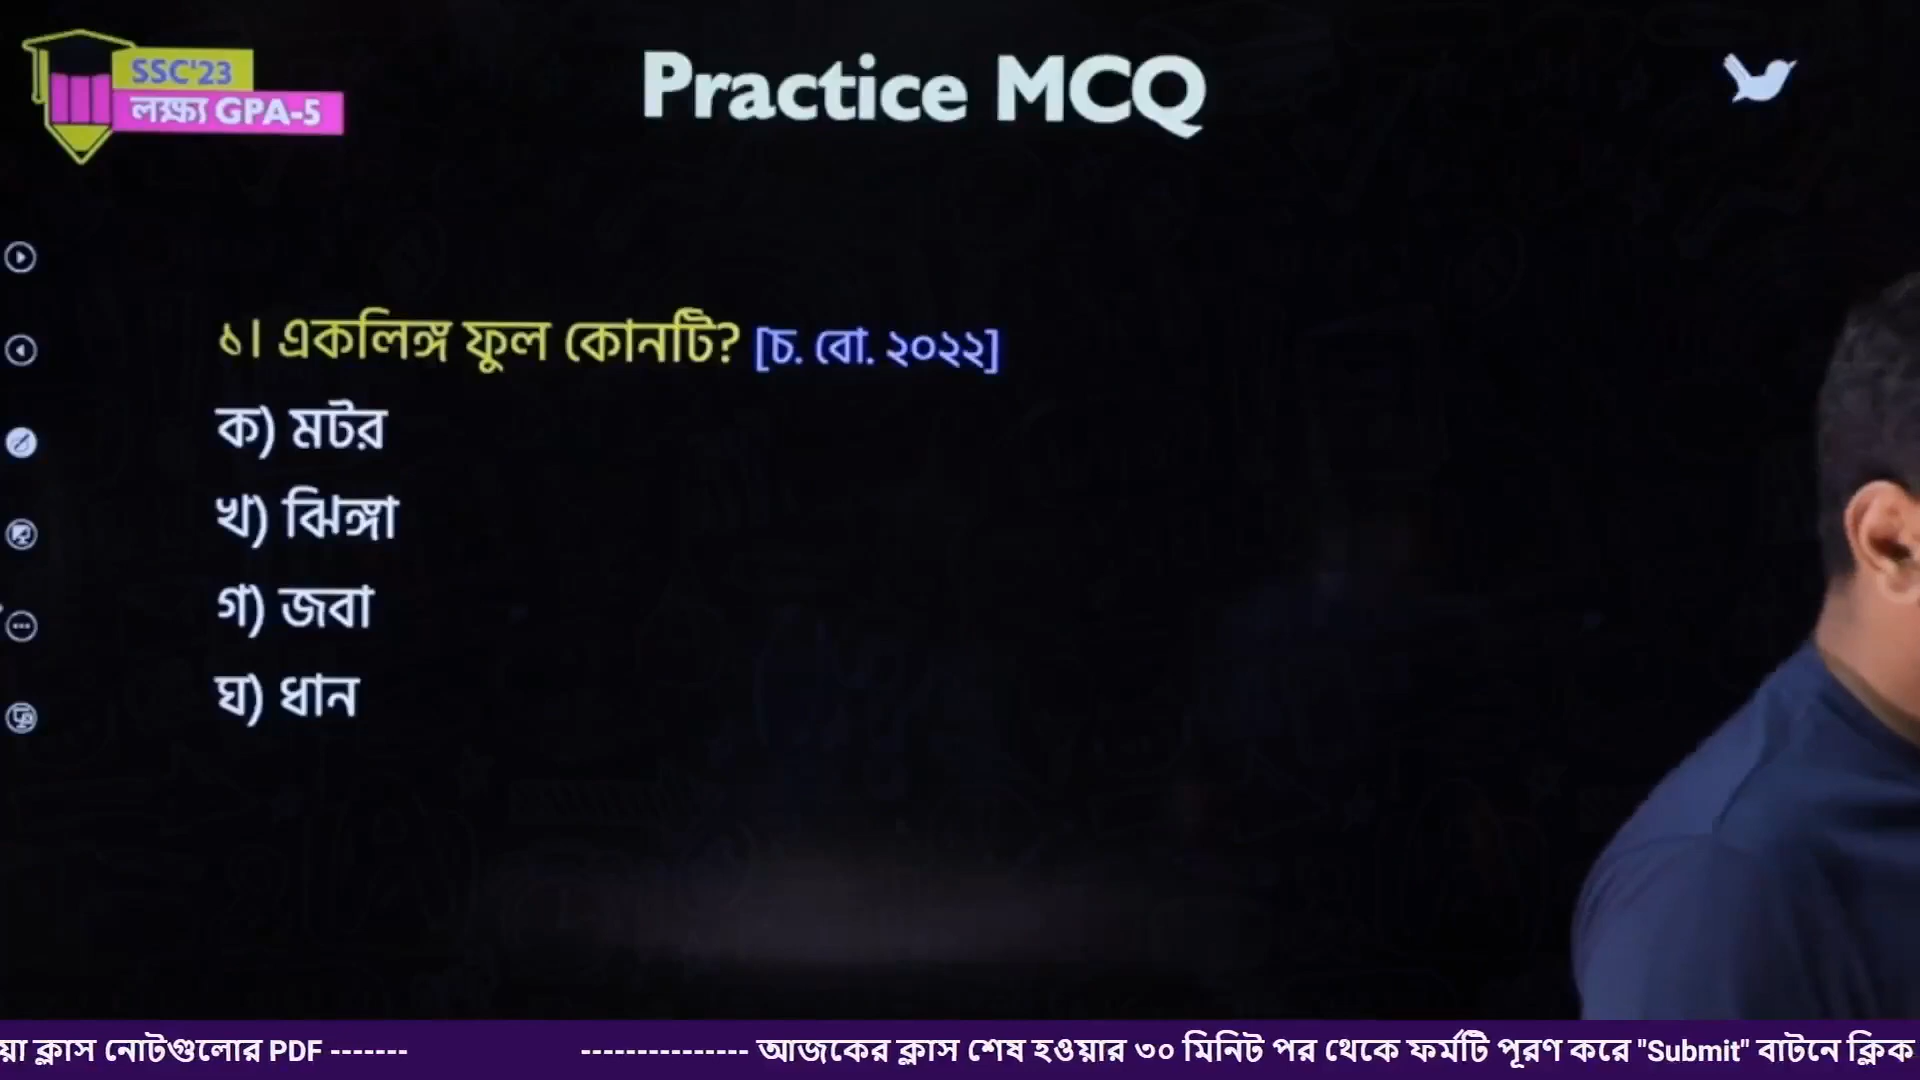 SSC'23
লক্ষ্য GPA-5
Practice MCQ
১। একলিঙ্গ ফুল কোনটি? [চ. বো. ২০২২]
ক) মটর
খ) ঝিঙ্গা
গ) জবা
ঘ) ধান
য়া ক্লাস নোটগুলোর PDF ------- --------------- আজকের ক্লাস শেষ হওয়ার ৩০ মিনিট পর থেকে ফর্মটি পূরণ করে "Submit" বাটনে ক্লিক